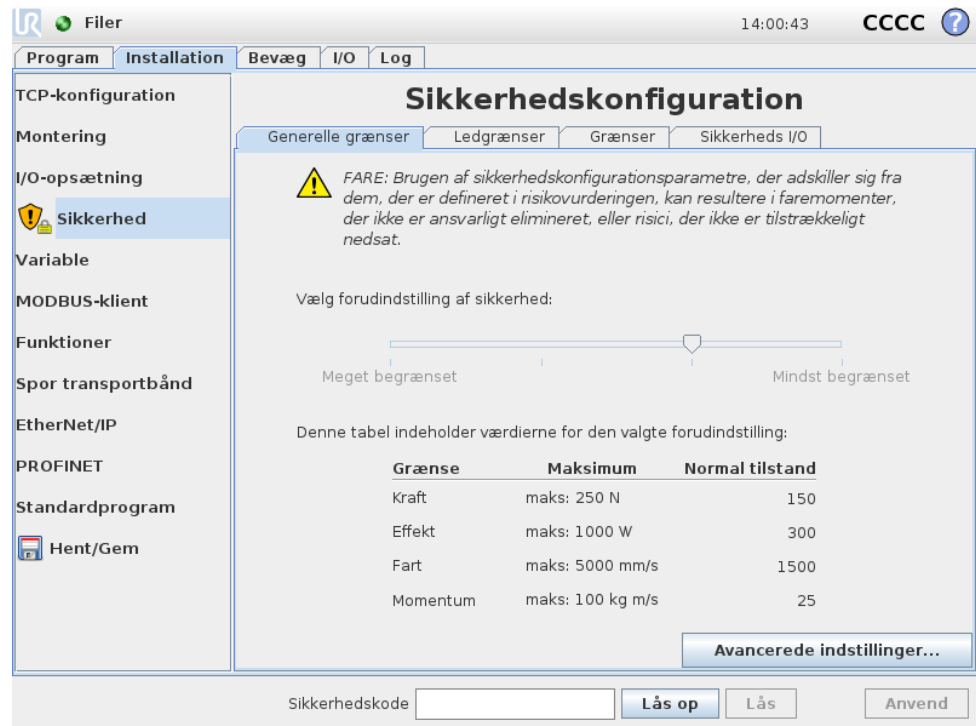 UR Filer 14:00:43 CCCC ?
Program Installation Bevæg I/O Log
TCP-konfiguration
Montering
I/O-opsætning
Sikkerhed
Variable
MODBUS-klient
Funktioner
Spor transportbånd
EtherNet/IP
PROFINET
Standardprogram
Hent/Gem
Sikkerhedskonfiguration
Generelle grænser Ledgrænser Grænser Sikkerheds I/O
FARE: Brugen af sikkerhedskonfigurationsparametre, der adskiller sig fra
dem, der er defineret i risikovurderingen, kan resultere i faremomenter,
der ikke er ansvarligt elimineret, eller risici, der ikke er tilstrækkeligt
nedsat.
Vælg forudindstilling af sikkerhed:
Meget begrænset Mindst begrænset
Denne tabel indeholder værdierne for den valgte forudindstilling:
Grænse Maksimum Normal tilstand
Kraft maks: 250 N 150
Effekt maks: 1000 W 300
Fart maks: 5000 mm/s 1500
Momentum maks: 100 kg m/s 25
Avancerede indstillinger...
Sikkerhedskode Lås op Lås Anvend